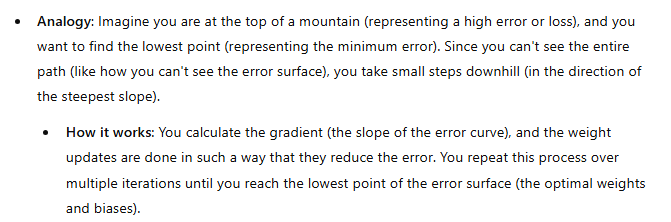 • Analogy: Imagine you are at the top of a mountain (representing a high error or loss), and you
want to find the lowest point (representing the minimum error). Since you can't see the entire
path (like how you can't see the error surface), you take small steps downhill (in the direction of
the steepest slope).
• How it works: You calculate the gradient (the slope of the error curve), and the weight
updates are done in such a way that they reduce the error. You repeat this process over
multiple iterations until you reach the lowest point of the error surface (the optimal weights
and biases).